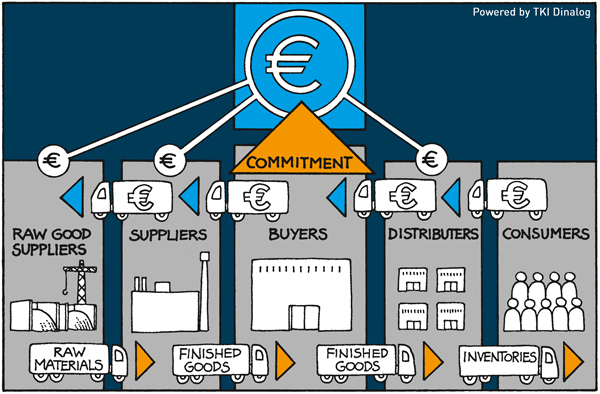 Powered by TKI Dinalog
€
€
€
€
COMMITMENT
€
€
€
€
RAW GOOD
SUPPLIERS
SUPPLIERS
BUYERS
DISTRIBUTERS
CONSUMERS
RAW
MATERIALS
FINISHED
GOODS
FINISHED
GOODS
INVENTORIES